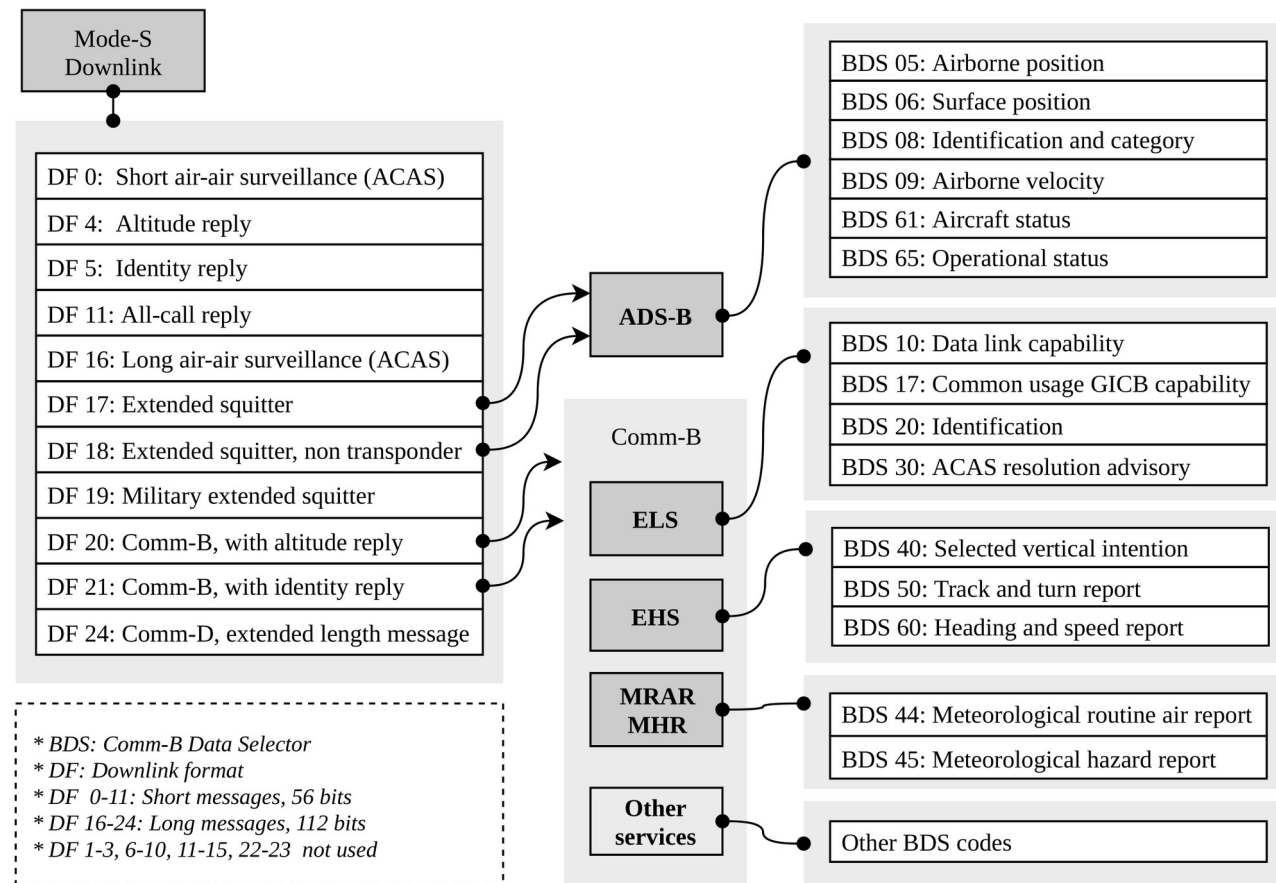 Mode-S
Downlink
DF 0: Short air-air surveillance (ACAS)
DF 4: Altitude reply
DF 5: Identity reply
DF 11: All-call reply
DF 16: Long air-air surveillance (ACAS)
DF 17: Extended squitter
DF 18: Extended squitter, non transponder
DF 19: Military extended squitter
DF 20: Comm-B, with altitude reply
DF 21: Comm-B, with identity reply
DF 24: Comm-D, extended length message
* BDS: Comm-B Data Selector
* DF: Downlink format
* DF 0-11: Short messages, 56 bits
* DF 16-24: Long messages, 112 bits
* DF 1-3, 6-10, 11-15, 22-23 not used
ADS-B
Comm-B
ELS
EHS
MRAR
MHR
Other
services
BDS 05: Airborne position
BDS 06: Surface position
BDS 08: Identification and category
BDS 09: Airborne velocity
BDS 61: Aircraft status
BDS 65: Operational status
BDS 10: Data link capability
BDS 17: Common usage GICB capability
BDS 20: Identification
BDS 30: ACAS resolution advisory
BDS 40: Selected vertical intention
BDS 50: Track and turn report
BDS 60: Heading and speed report
BDS 44: Meteorological routine air report
BDS 45: Meteorological hazard report
Other BDS codes